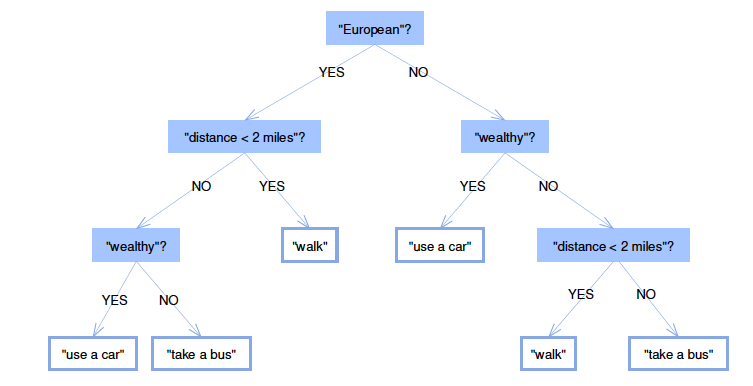 "European"?
YES
NO
"distance < 2 miles"?
"wealthy"?
NO
YES
YES
NO
"wealthy"?
"walk"
"use a car"
"distance < 2 miles"?
YES
NO
YES
NO
"use a car"
"take a bus"
"walk"
"take a bus"